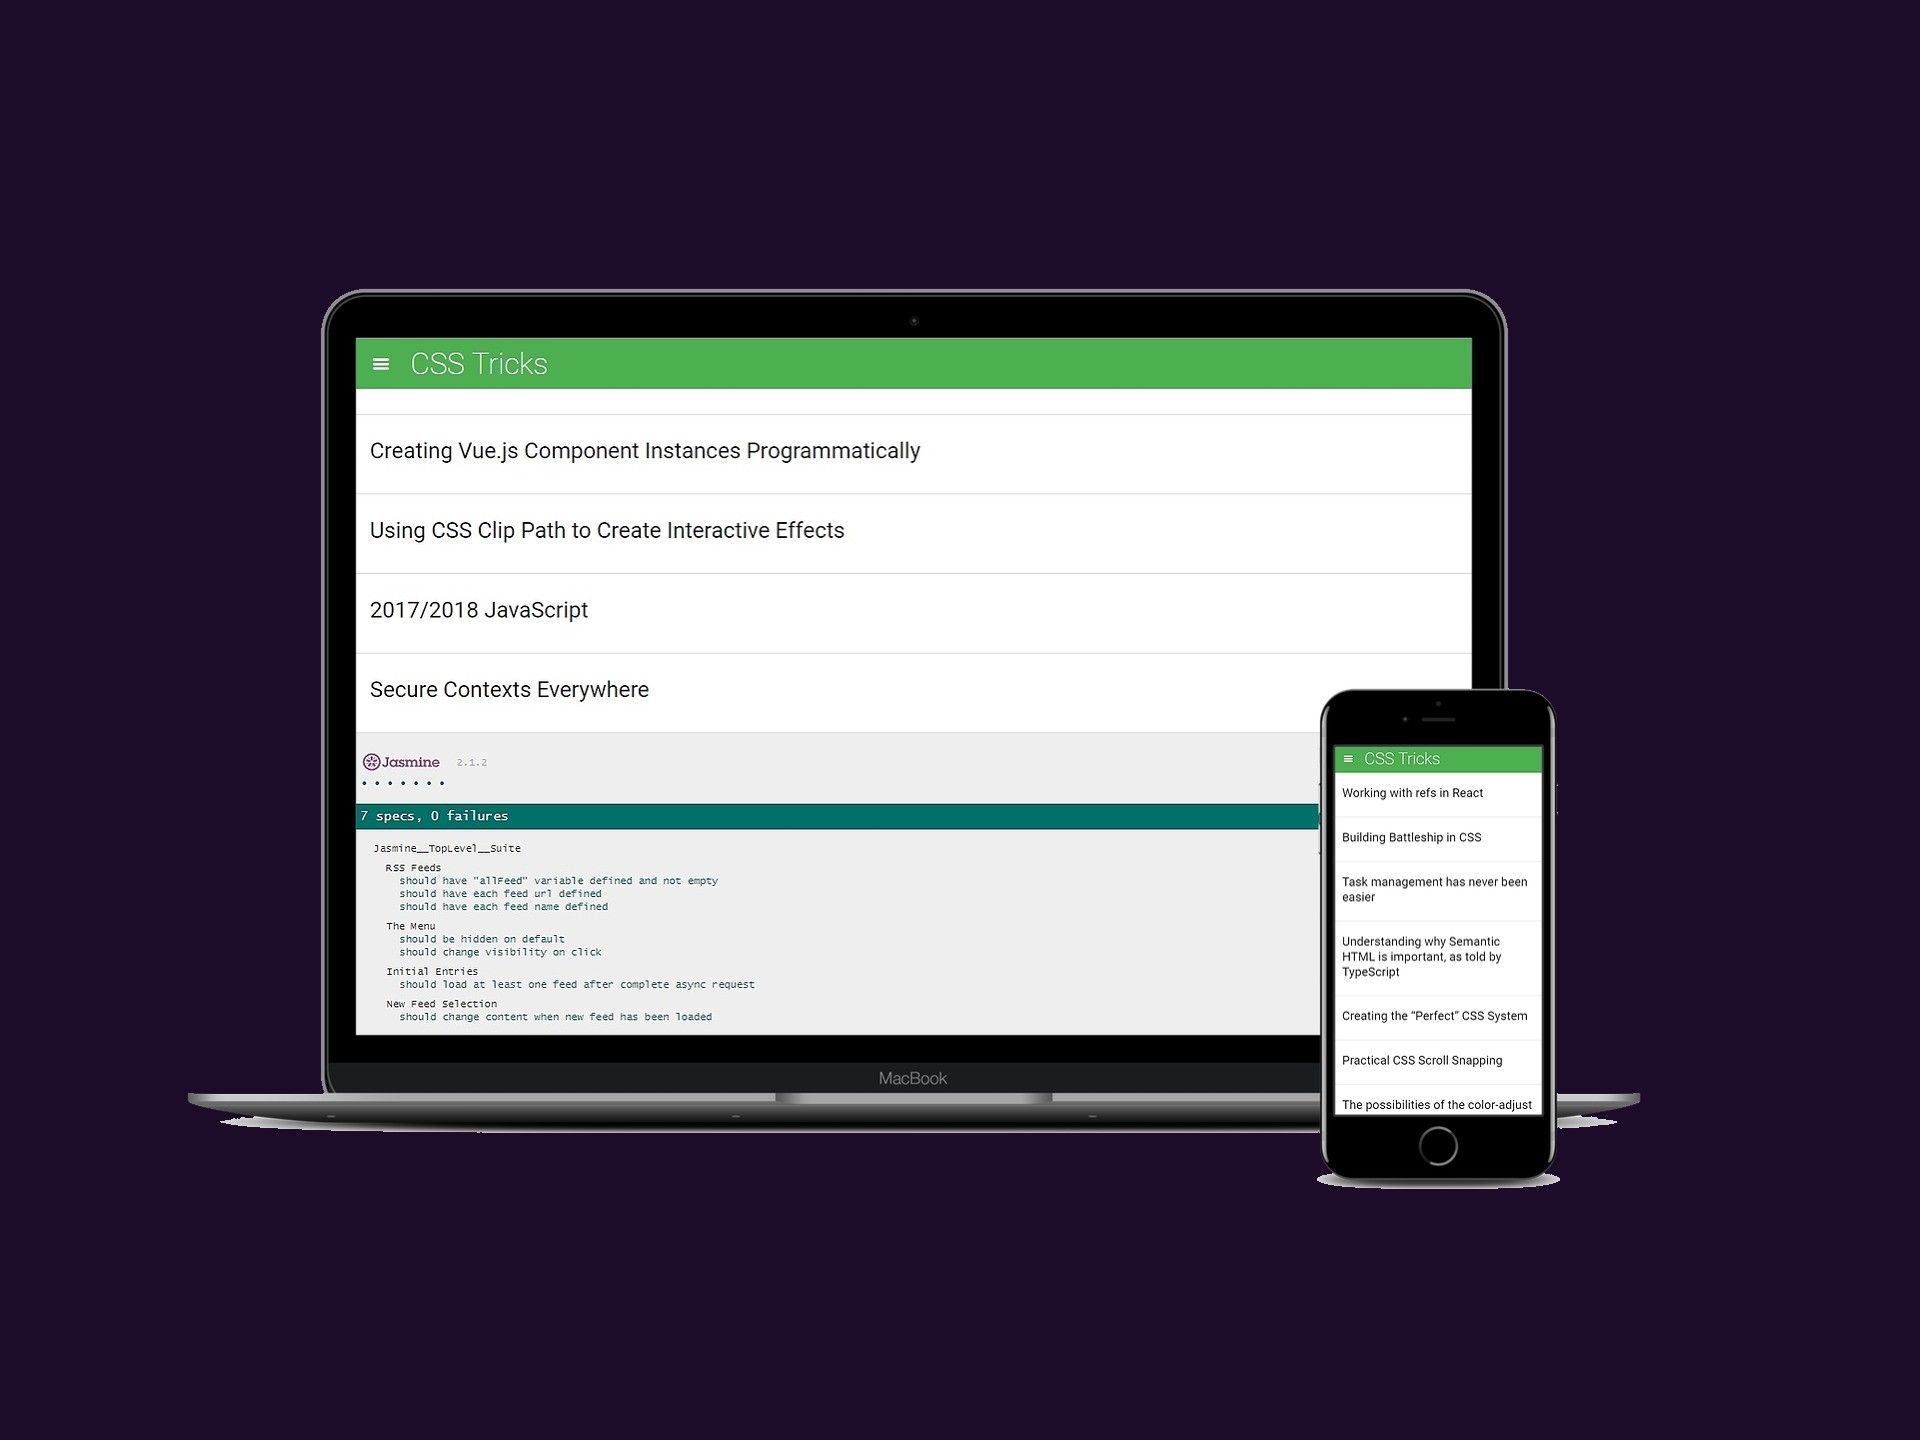 CSS Tricks
Creating Vue.js Component Instances Programmatically
Using CSS Clip Path to Create Interactive Effects
2017/2018 JavaScript
Secure Contexts Everywhere
Jasmine 2.1.2
7 specs, 0 failures
Jasmine__TopLevel__Suite
RSS Feeds
should have "allFeed" variable defined and not empty
should have each feed url defined
should have each feed name defined
The Menu
should be hidden on default
should change visibility on click
Initial Entries
should load at least one feed after complete async request
New Feed Selection
should change content when new feed has been loaded
MacBook
CSS Tricks
Working with refs in React
Building Battleship in CSS
Task management has never been
easier
Understanding why Semantic
HTML is important, as told by
TypeScript
Creating the “Perfect” CSS System
Practical CSS Scroll Snapping
The possibilities of the color-adjust